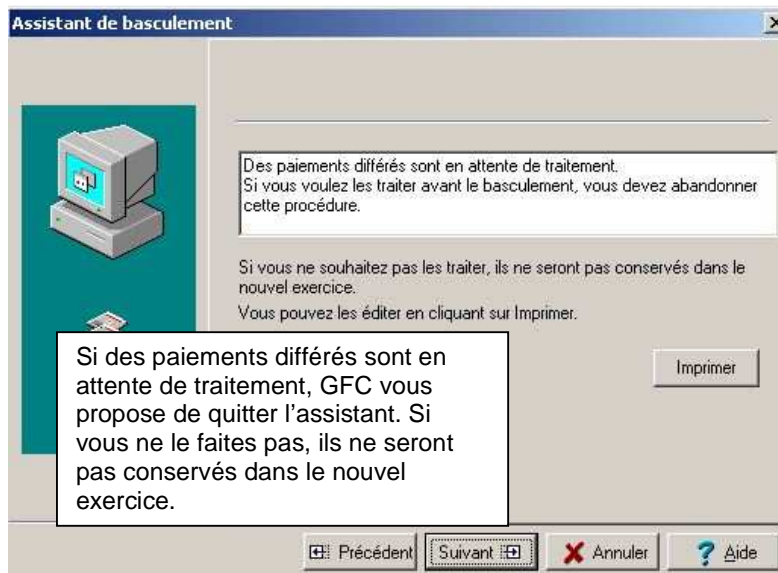 Assistant de basculement
Des paiements différés sont en attente de traitement.
Si vous voulez les traiter avant le basculement, vous devez abandonner
cette procédure.
Si vous ne souhaitez pas les traiter, ils ne seront pas conservés dans le
nouvel exercice.
Vous pouvez les éditer en cliquant sur Imprimer.
Imprimer
Si des paiements différés sont en
attente de traitement, GFC vous
propose de quitter l'assistant. Si
vous ne le faites pas, ils ne seront
pas conservés dans le nouvel
exercice.
Précédent Suivant Annuler Aide